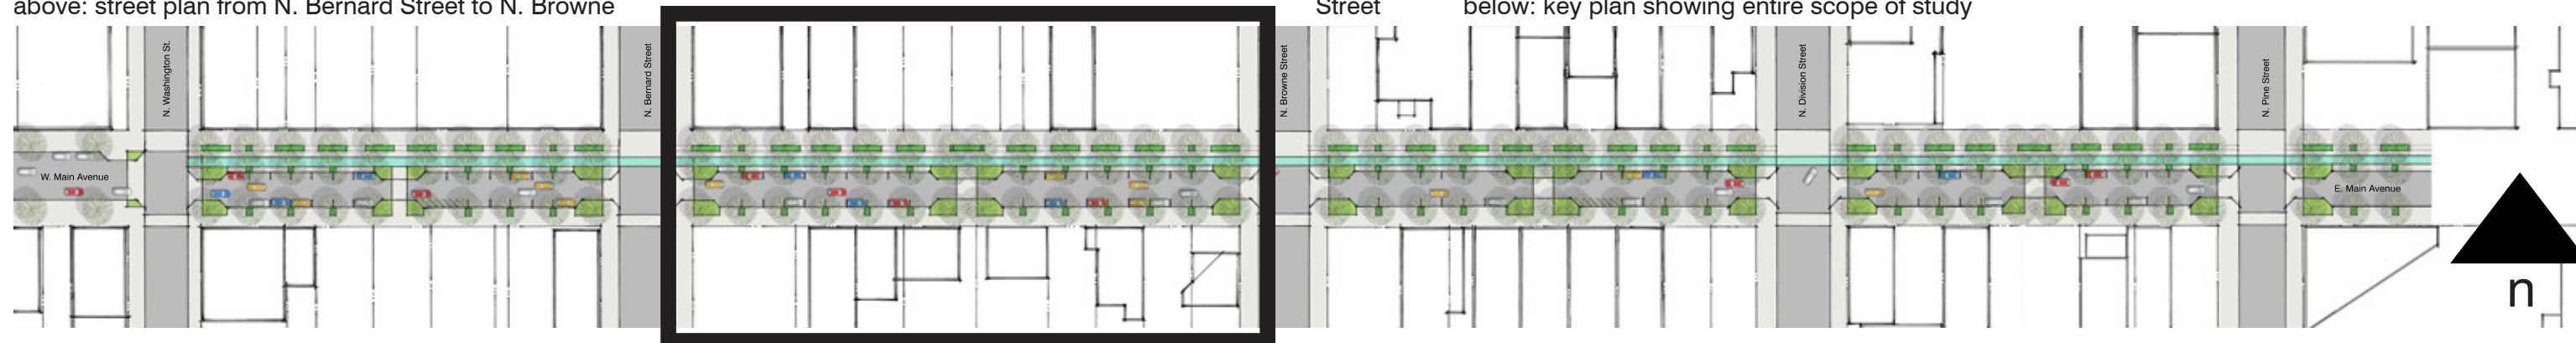 above: street plan from N. Bernard Street to N. Browne Street
below: key plan showing entire scope of study
N. Washington St.
N. Bernard Street
N. Browne Street
N. Division Street
N. Pine Street
W. Main Avenue
E. Main Avenue
n